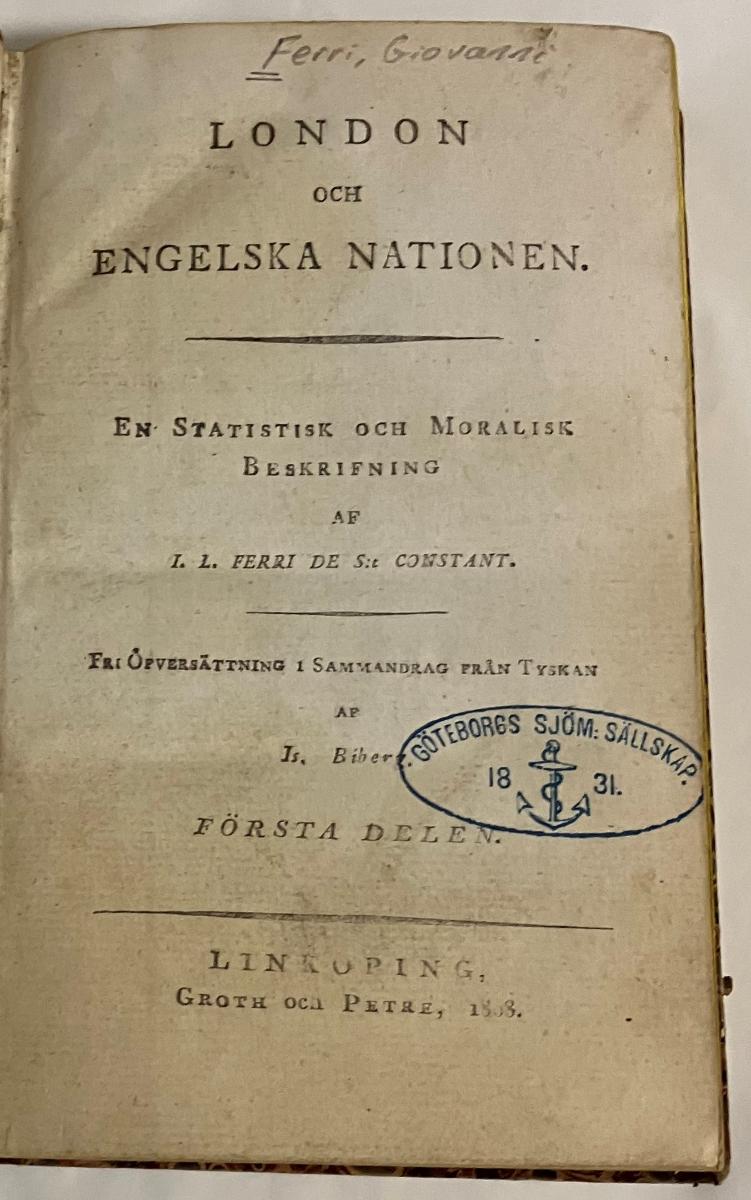 Ferri, Giovanni
LONDON
OCH
ENGELSKA NATIONEN.
EN STATISTISK OCH MORALISK
BESKRIFNING
AF
I. L. FERRI DE S:t CONSTANT.
FRI ÖFVERSÄTTNING I SAMMANDRAG FRÅN TYSKAN
AF
Is. Biberg.
GÖTEBORGS SJÖM: SÄLLSKAP.
18 31.
FÖRSTA DELEN.
LINKÖPING,
GROTH och PETRE,